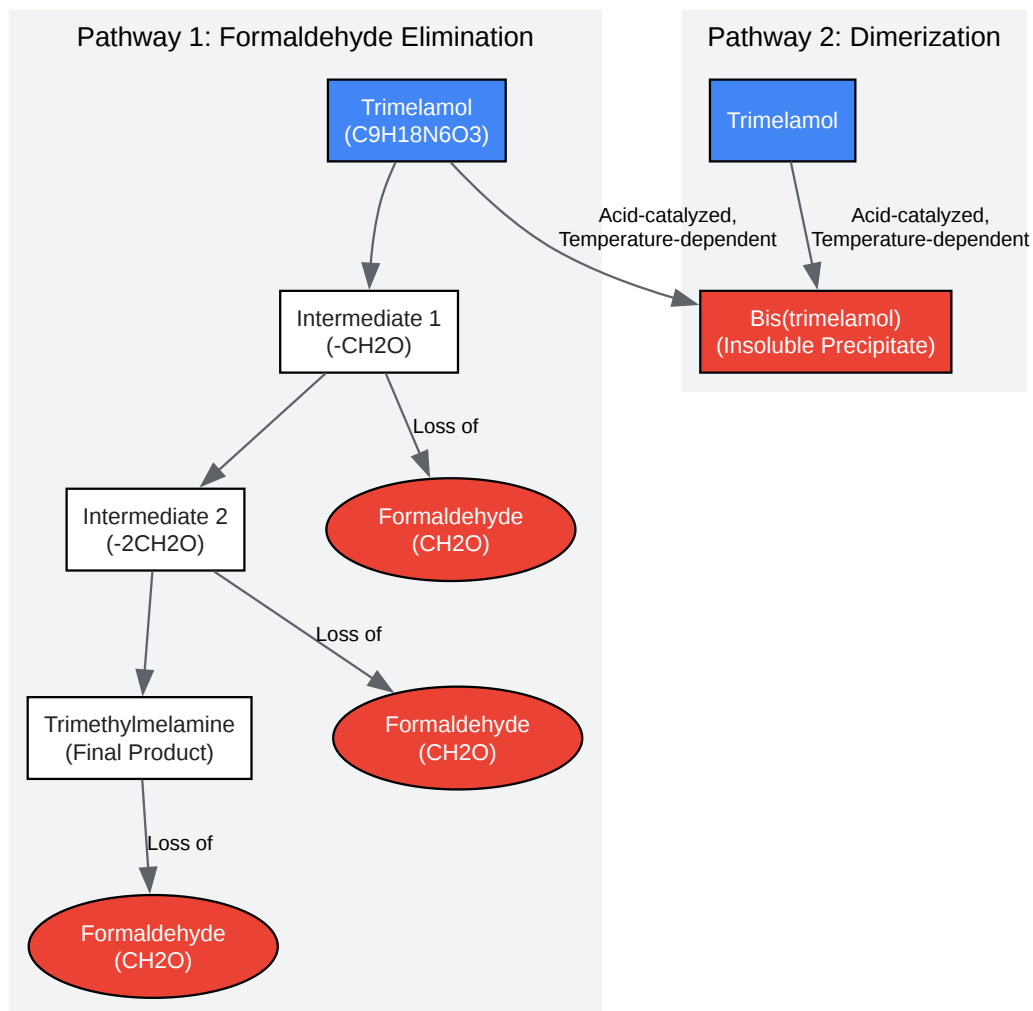 Pathway 1: Formaldehyde Elimination
Trimelamol
(C9H18N6O3)
Intermediate 1
(-CH2O)
Loss of
Intermediate 2
(-2CH2O)
Formaldehyde
(CH2O)
Loss of
Trimethylmelamine
(Final Product)
Formaldehyde
(CH2O)
Loss of
Formaldehyde
(CH2O)
Pathway 2: Dimerization
Trimelamol
Acid-catalyzed,
Temperature-dependent
Acid-catalyzed,
Temperature-dependent
Bis(trimelamol)
(Insoluble Precipitate)